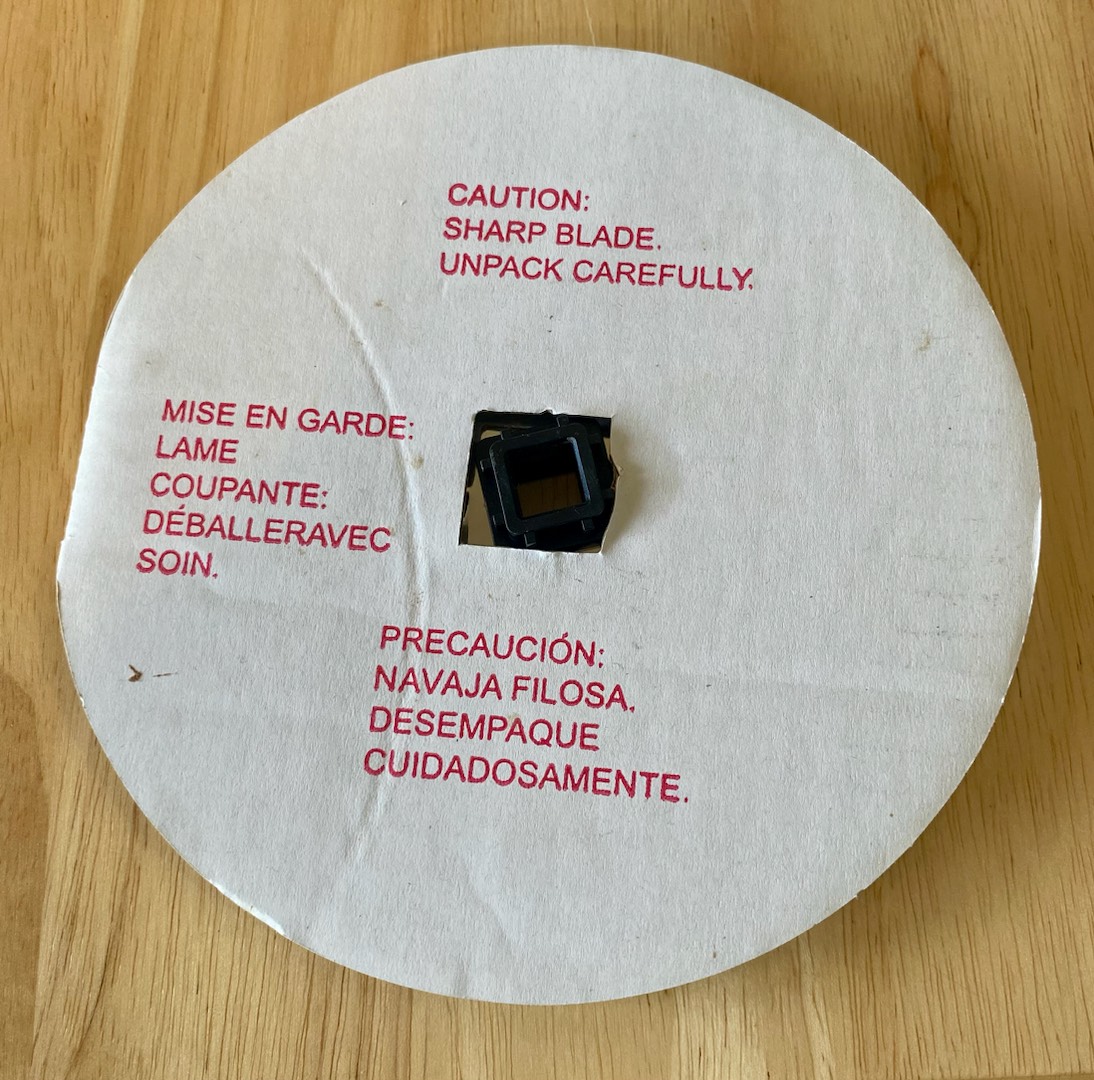 CAUTION:
SHARP BLADE.
UNPACK CAREFULLY.
MISE EN GARDE:
LAME
COUPANTE:
DÉBALLERAVEC
SOIN.
PRECAUCIÓN:
NAVAJA FILOSA.
DESEMPAQUE
CUIDADOSAMENTE.